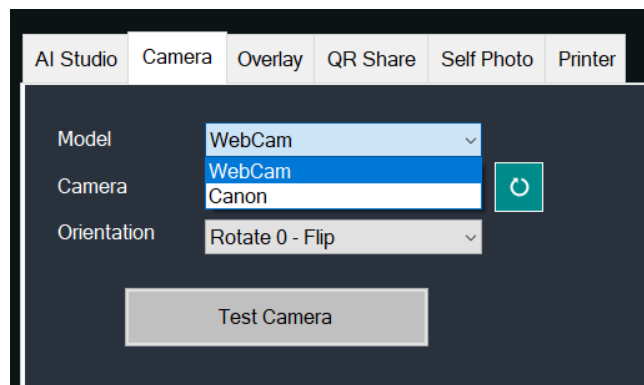 AI Studio Camera Overlay QR Share Self Photo Printer
Model WebCam
WebCam
Camera
Canon
Orientation Rotate 0 - Flip
Test Camera